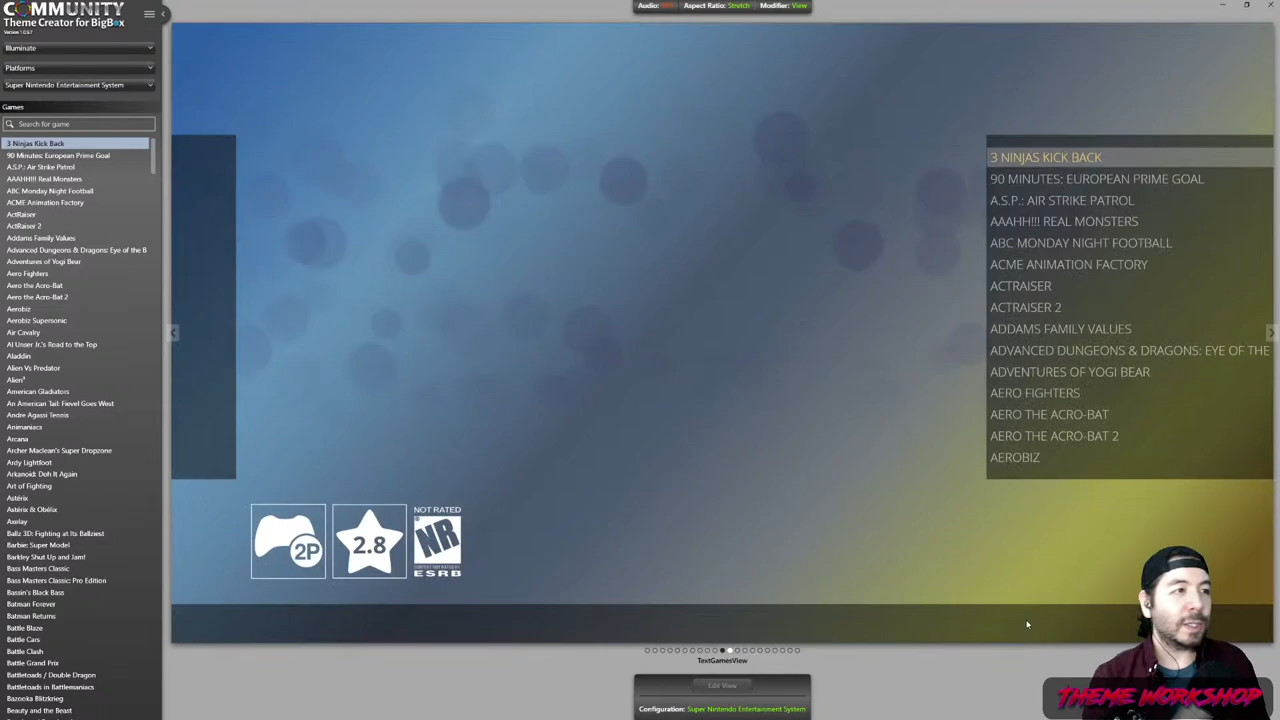 COMMUNITY
Theme Creator for BigBox
Version 1.0.5.7
Illuminate
Platforms
Super Nintendo Entertainment System
Games
Search for game
3 Ninjas Kick Back
90 Minutes: European Prime Goal
A.S.P.: Air Strike Patrol
AAAHH!!! Real Monsters
ABC Monday Night Football
ACME Animation Factory
ActRaiser
ActRaiser 2
Addams Family Values
Advanced Dungeons & Dragons: Eye of the B
Adventures of Yogi Bear
Aero Fighters
Aero the Acro-Bat
Aero the Acro-Bat 2
Aerobiz
Aerobiz Supersonic
Air Cavalry
Al Unser Jr.'s Road to the Top
Aladdin
Alien Vs Predator
Alien³
American Gladiators
An American Tail: Fievel Goes West
Andre Agassi Tennis
Animaniacs
Arcana
Archer Maclean's Super Dropzone
Ardy Lightfoot
Arkanoid: Doh It Again
Art of Fighting
Astérix
Astérix & Obélix
Axelay
Ballz 3D: Fighting at Its Ballziest
Barbie: Super Model
Barkley Shut Up and Jam!
Bass Masters Classic
Bass Masters Classic: Pro Edition
Bassin's Black Bass
Batman Forever
Batman Returns
Battle Blaze
Battle Cars
Battle Clash
Battle Grand Prix
Battletoads / Double Dragon
Battletoads in Battlemaniacs
Bazooka Blitzkrieg
Beauty and the Beast
Audio: OFF Aspect Ratio: Stretch Modifier: View
3 NINJAS KICK BACK
90 MINUTES: EUROPEAN PRIME GOAL
A.S.P.: AIR STRIKE PATROL
AAAHH!!! REAL MONSTERS
ABC MONDAY NIGHT FOOTBALL
ACME ANIMATION FACTORY
ACTRAISER
ACTRAISER 2
ADDAMS FAMILY VALUES
ADVANCED DUNGEONS & DRAGONS: EYE OF THE
ADVENTURES OF YOGI BEAR
AERO FIGHTERS
AERO THE ACRO-BAT
AERO THE ACRO-BAT 2
AEROBIZ
2P
2.8
NOT RATED
NR
CONTENT NOT RATED BY
ESRB
TextGamesView
Edit View
Configuration: Super Nintendo Entertainment System
THEME WORKSHOP